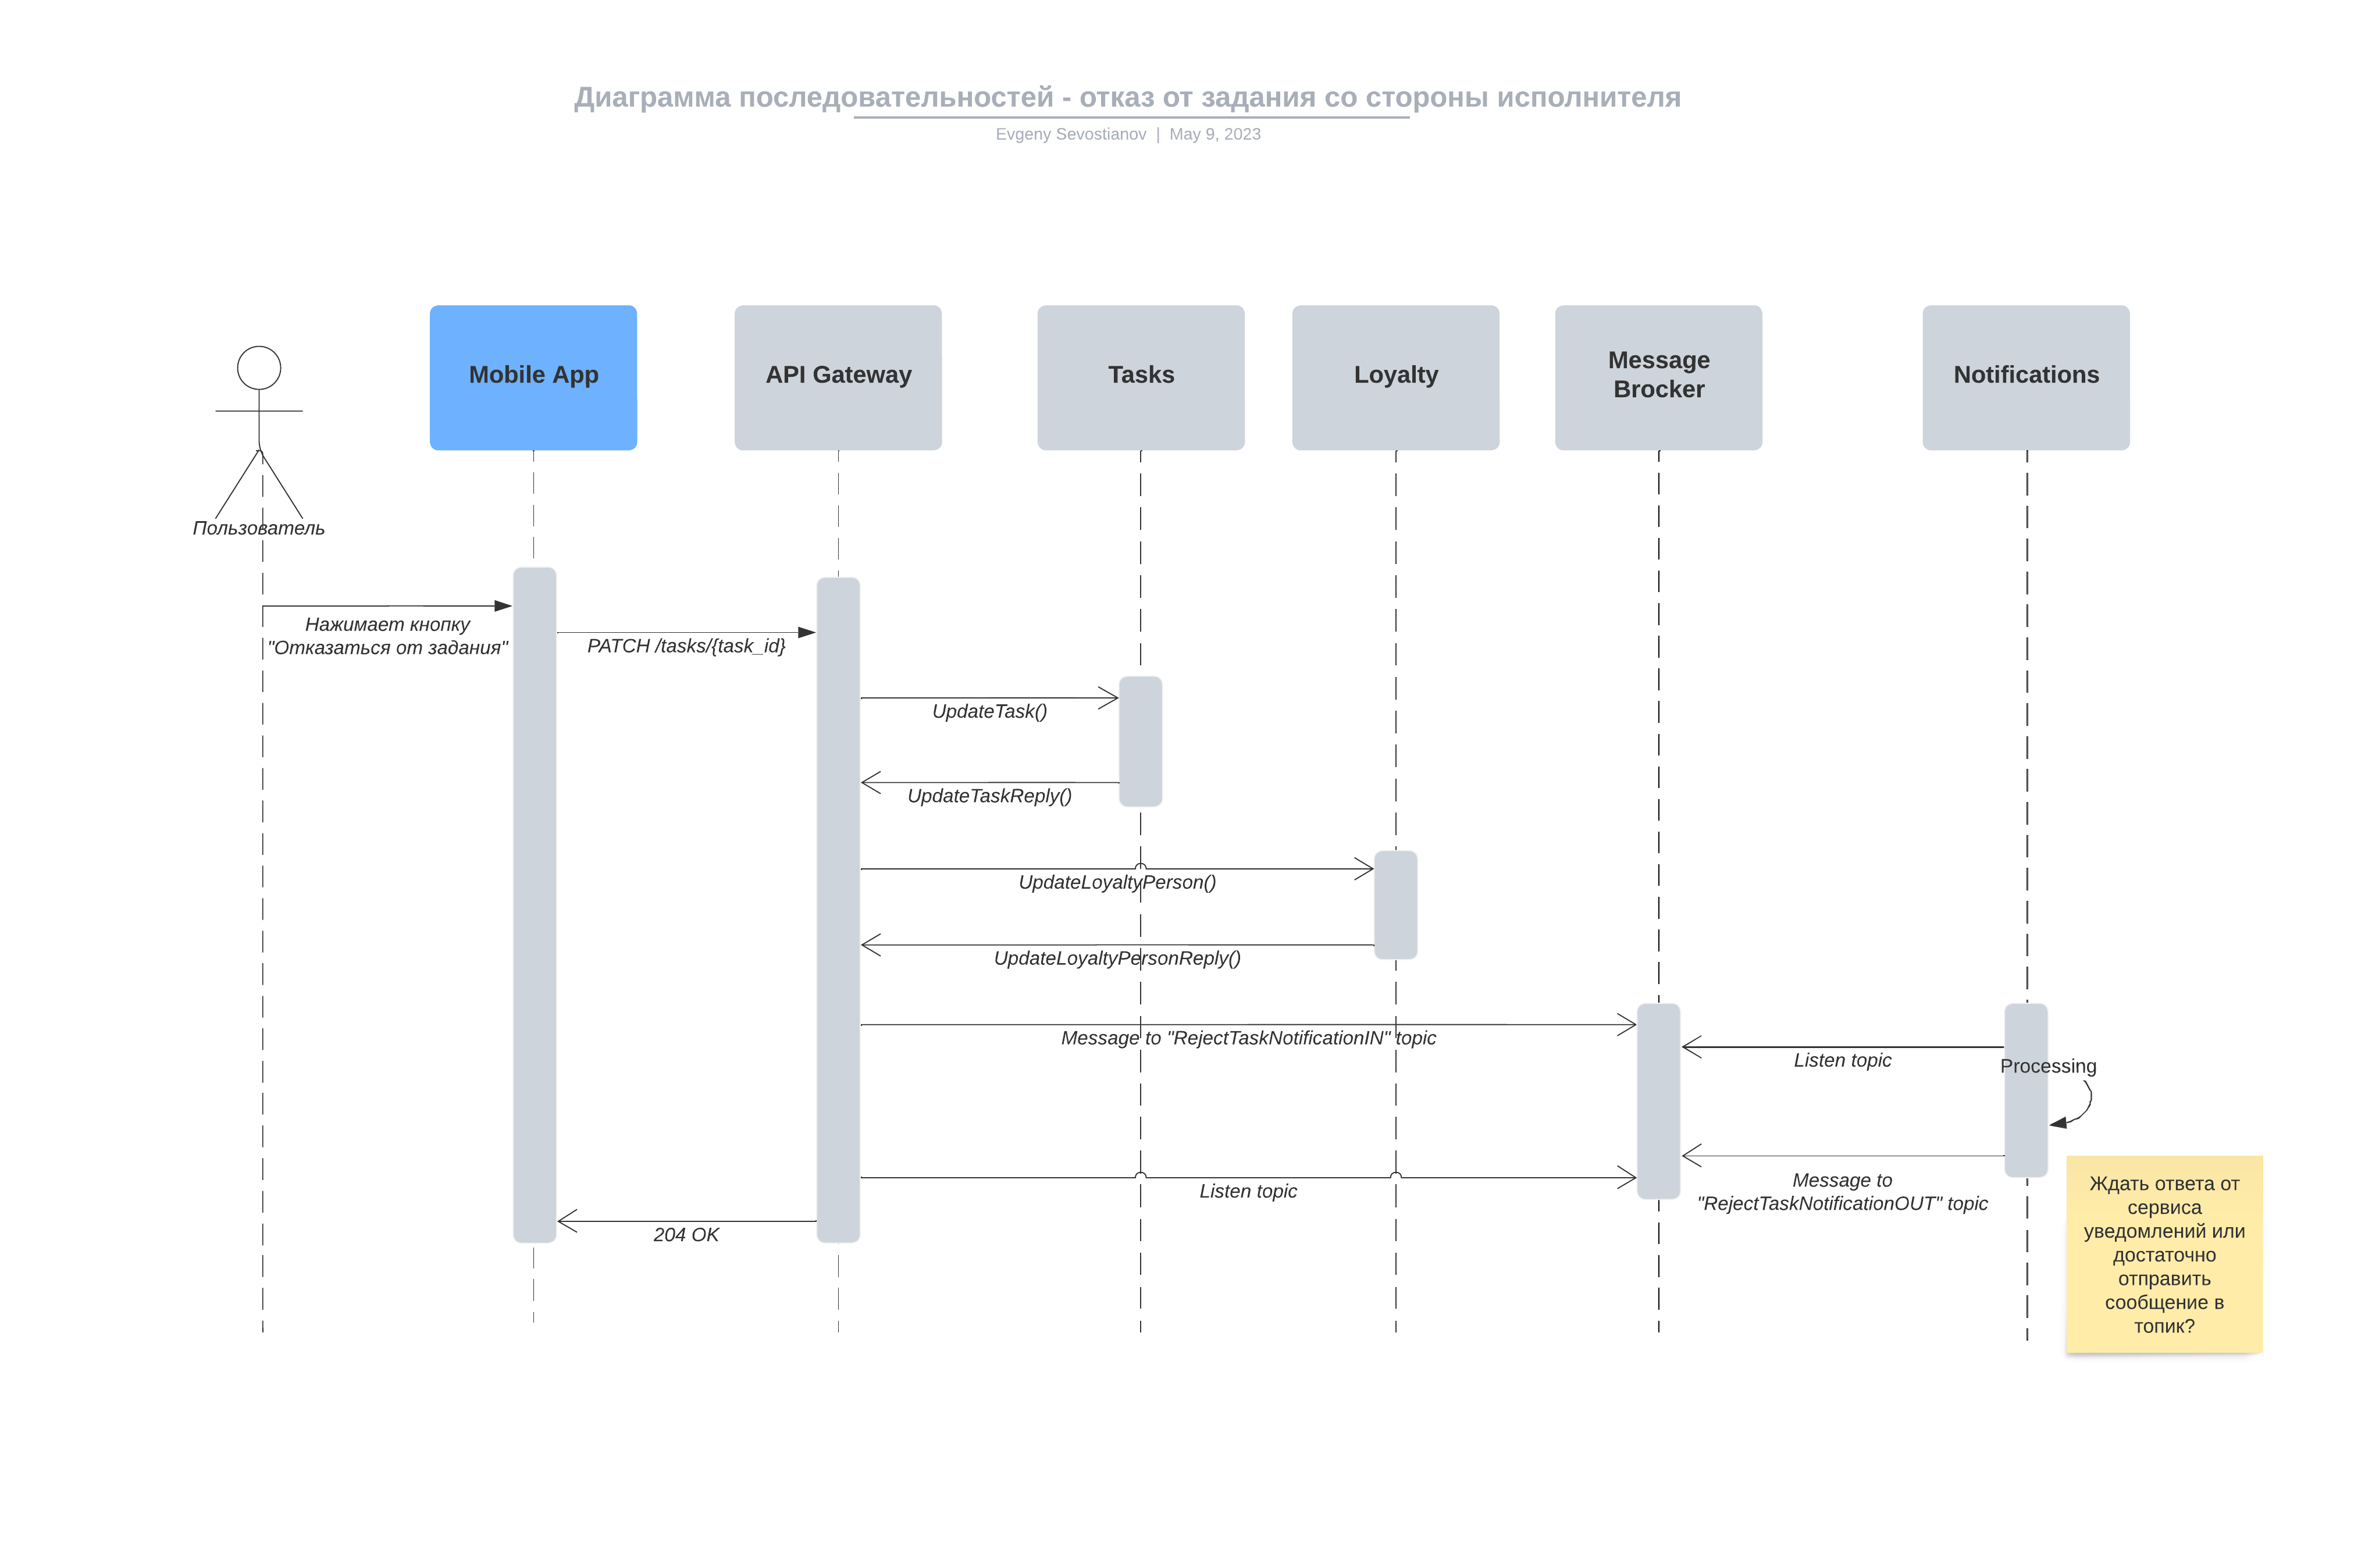 Диаграмма последовательностей - отказ от задания со стороны исполнителя
Evgeny Sevostianov | May 9, 2023
Mobile App
API Gateway
Tasks
Loyalty
Message
Brocker
Notifications
Пользователь
Нажимает кнопку
"Отказаться от задания"
PATCH /tasks/{task_id}
UpdateTask()
UpdateTaskReply()
UpdateLoyaltyPerson()
UpdateLoyaltyPersonReply()
Message to "RejectTaskNotificationIN" topic
Listen topic
Processing
Message to
"RejectTaskNotificationOUT" topic
Listen topic
204 OK
Ждать ответа от
сервиса
уведомлений или
достаточно
отправить
сообщение в
топик?